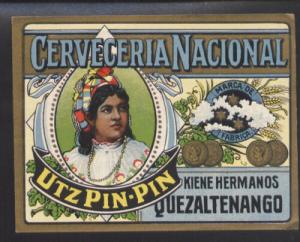 CERVECERIA NACIONAL
MARCA DE
FABRICA
UTZ PIN-PIN
KIENE HERMANOS
QUEZALTENANGO